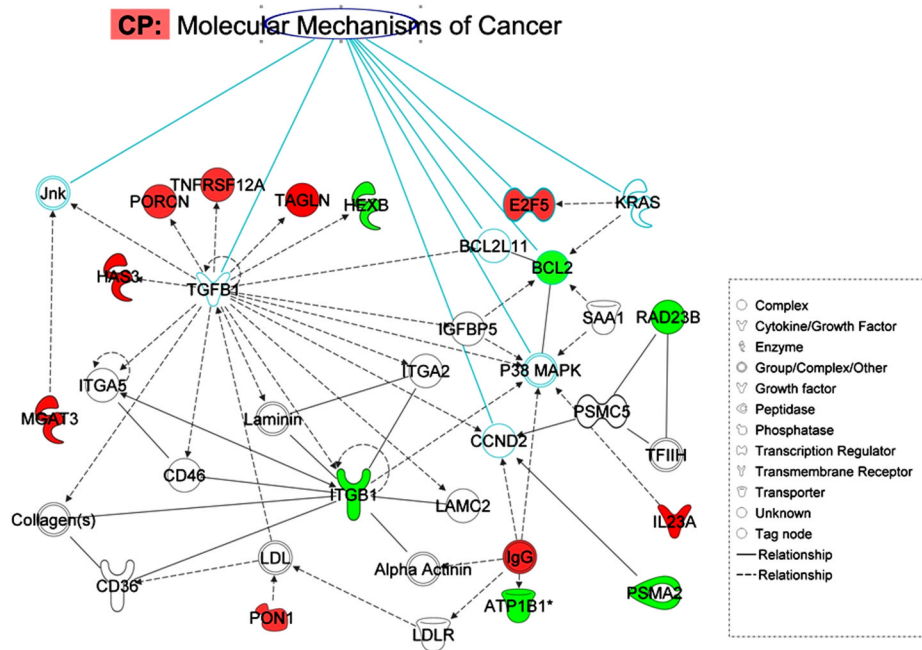 CP: Molecular Mechanisms of Cancer
Jnk
TNFRSF12A
PORCN
TAGLN
HEXB
E2F5
KRAS
BCL2L11
BCL2
HAS3
TGFB1
IGFBP5
SAA1
RAD23B
ITGA5
ITGA2
P38 MAPK
MGAT3
Laminin
PSMC5
CCND2
TFIIH
CD46
ITGB1
LAMC2
Collagen(s)
IL23A
CD36
LDL
Alpha Actinin
IgG
ATP1B1*
PSMA2
PON1
LDLR
Complex
Cytokine/Growth Factor
Enzyme
Group/Complex/Other
Growth factor
Peptidase
Phosphatase
Transcription Regulator
Transmembrane Receptor
Transporter
Unknown
Tag node
Relationship
Relationship